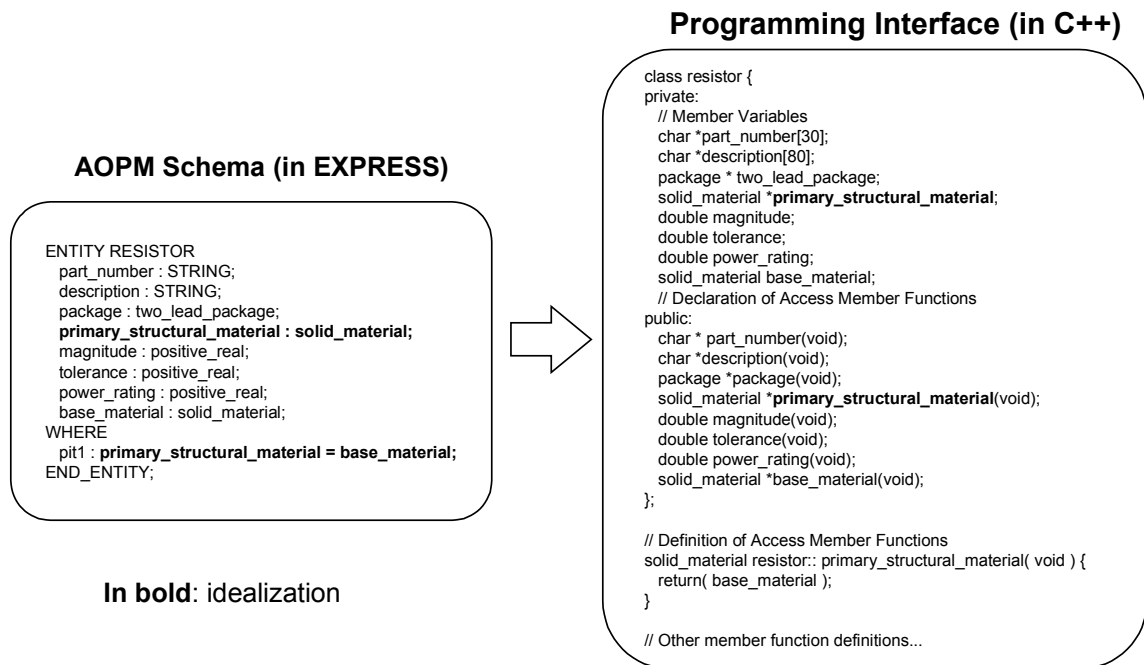 AOPM Schema (in EXPRESS)
ENTITY RESISTOR
part_number : STRING;
description : STRING;
package : two_lead_package;
primary_structural_material : solid_material;
magnitude : positive_real;
tolerance : positive_real;
power_rating : positive_real;
base_material : solid_material;
WHERE
pit1 : primary_structural_material = base_material;
END_ENTITY;
In bold: idealization
Programming Interface (in C++)
class resistor {
private:
// Member Variables
char *part_number[30];
char *description[80];
package * two_lead_package;
solid_material *primary_structural_material;
double magnitude;
double tolerance;
double power_rating;
solid_material base_material;
// Declaration of Access Member Functions
public:
char * part_number(void);
char *description(void);
package *package(void);
solid_material *primary_structural_material(void);
double magnitude(void);
double tolerance(void);
double power_rating(void);
solid_material *base_material(void);
};
// Definition of Access Member Functions
solid_material resistor:: primary_structural_material( void ) {
return( base_material );
}
// Other member function definitions...